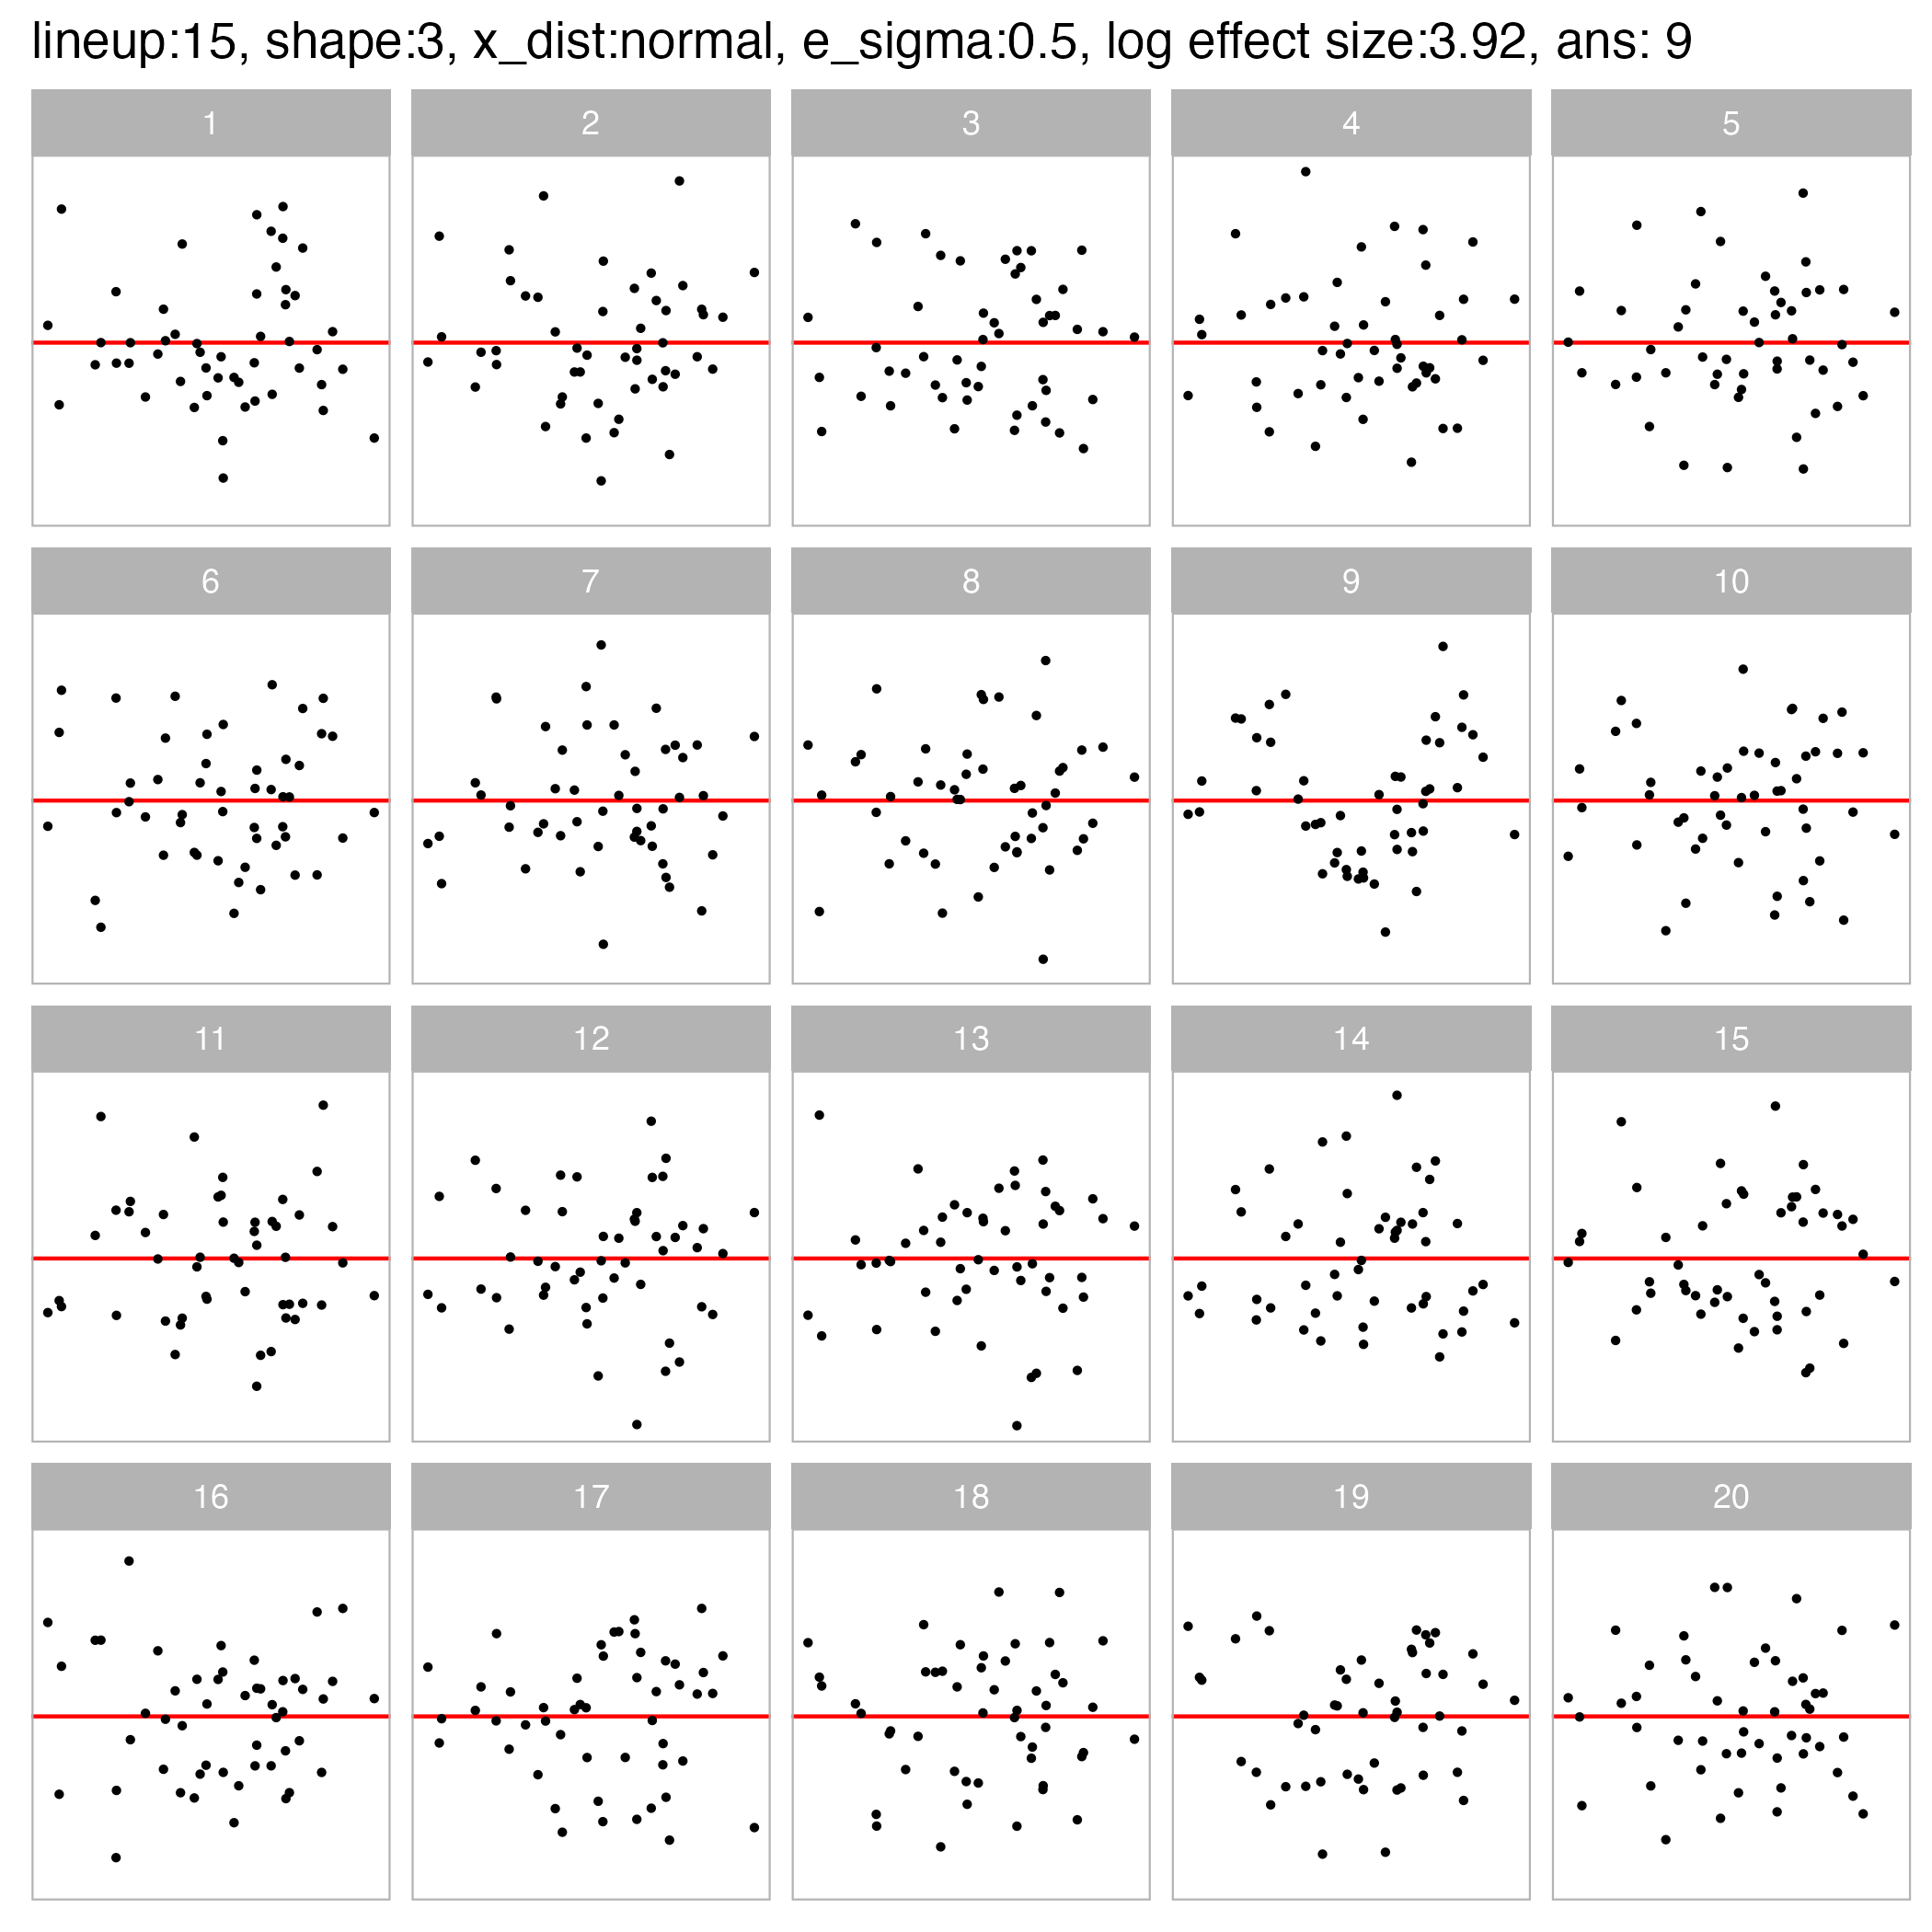 lineup:15, shape:3, x_dist:normal, e_sigma:0.5, log effect size:3.92, ans: 9
1 2 3 4 5
6 7 8 9 10
11 12 13 14 15
16 17 18 19 20